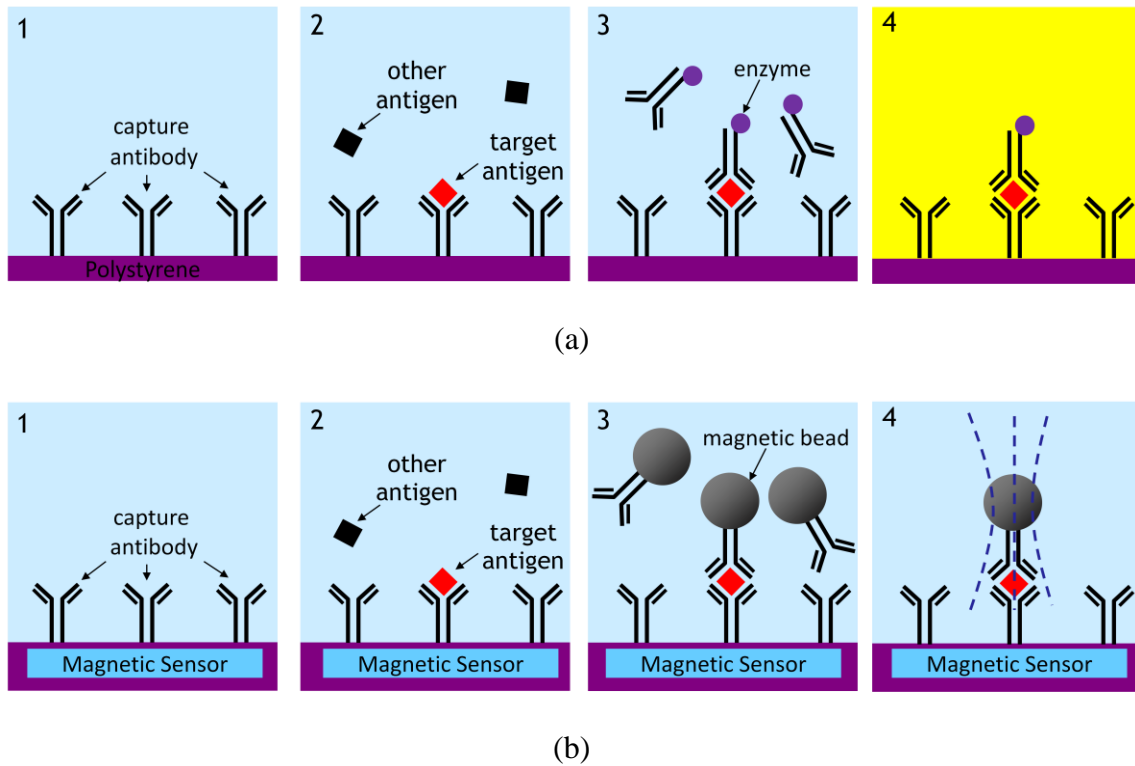 1
capture
antibody
Polystyrene
2
other
antigen
target
antigen
3
enzyme
4
(a)
1
capture
antibody
Magnetic Sensor
2
other
antigen
target
antigen
Magnetic Sensor
3
magnetic bead
Magnetic Sensor
4
Magnetic Sensor
(b)